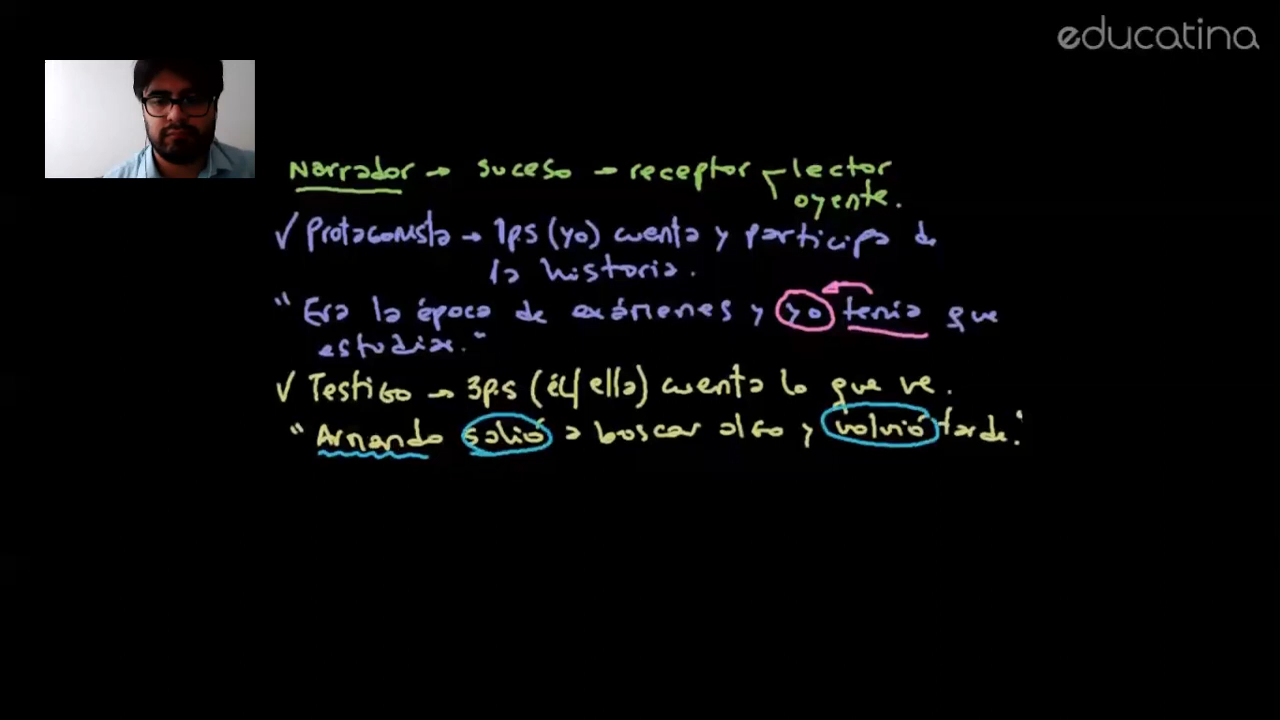 educatina
Narrador → suceso → receptor lector
oyente.
✓ Protagonista → 1ps (yo) cuenta y participa de
la historia.
"Era la época de exámenes y yo tenía que
estudiar."
✓ Testigo → 3p.s (él/ella) cuenta lo que ve.
"Armando salió a buscar algo y volvió tarde."